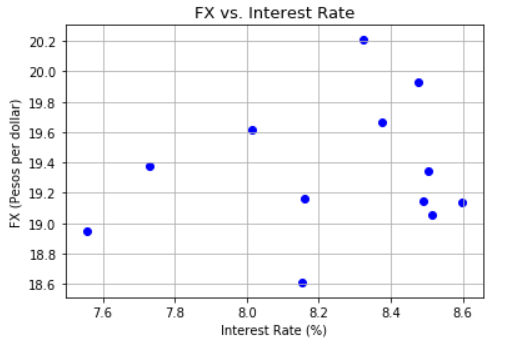 FX vs. Interest Rate
FX (Pesos per dollar)
20.2
20.0
19.8
19.6
19.4
19.2
19.0
18.8
18.6
7.6 7.8 8.0 8.2 8.4 8.6
Interest Rate (%)